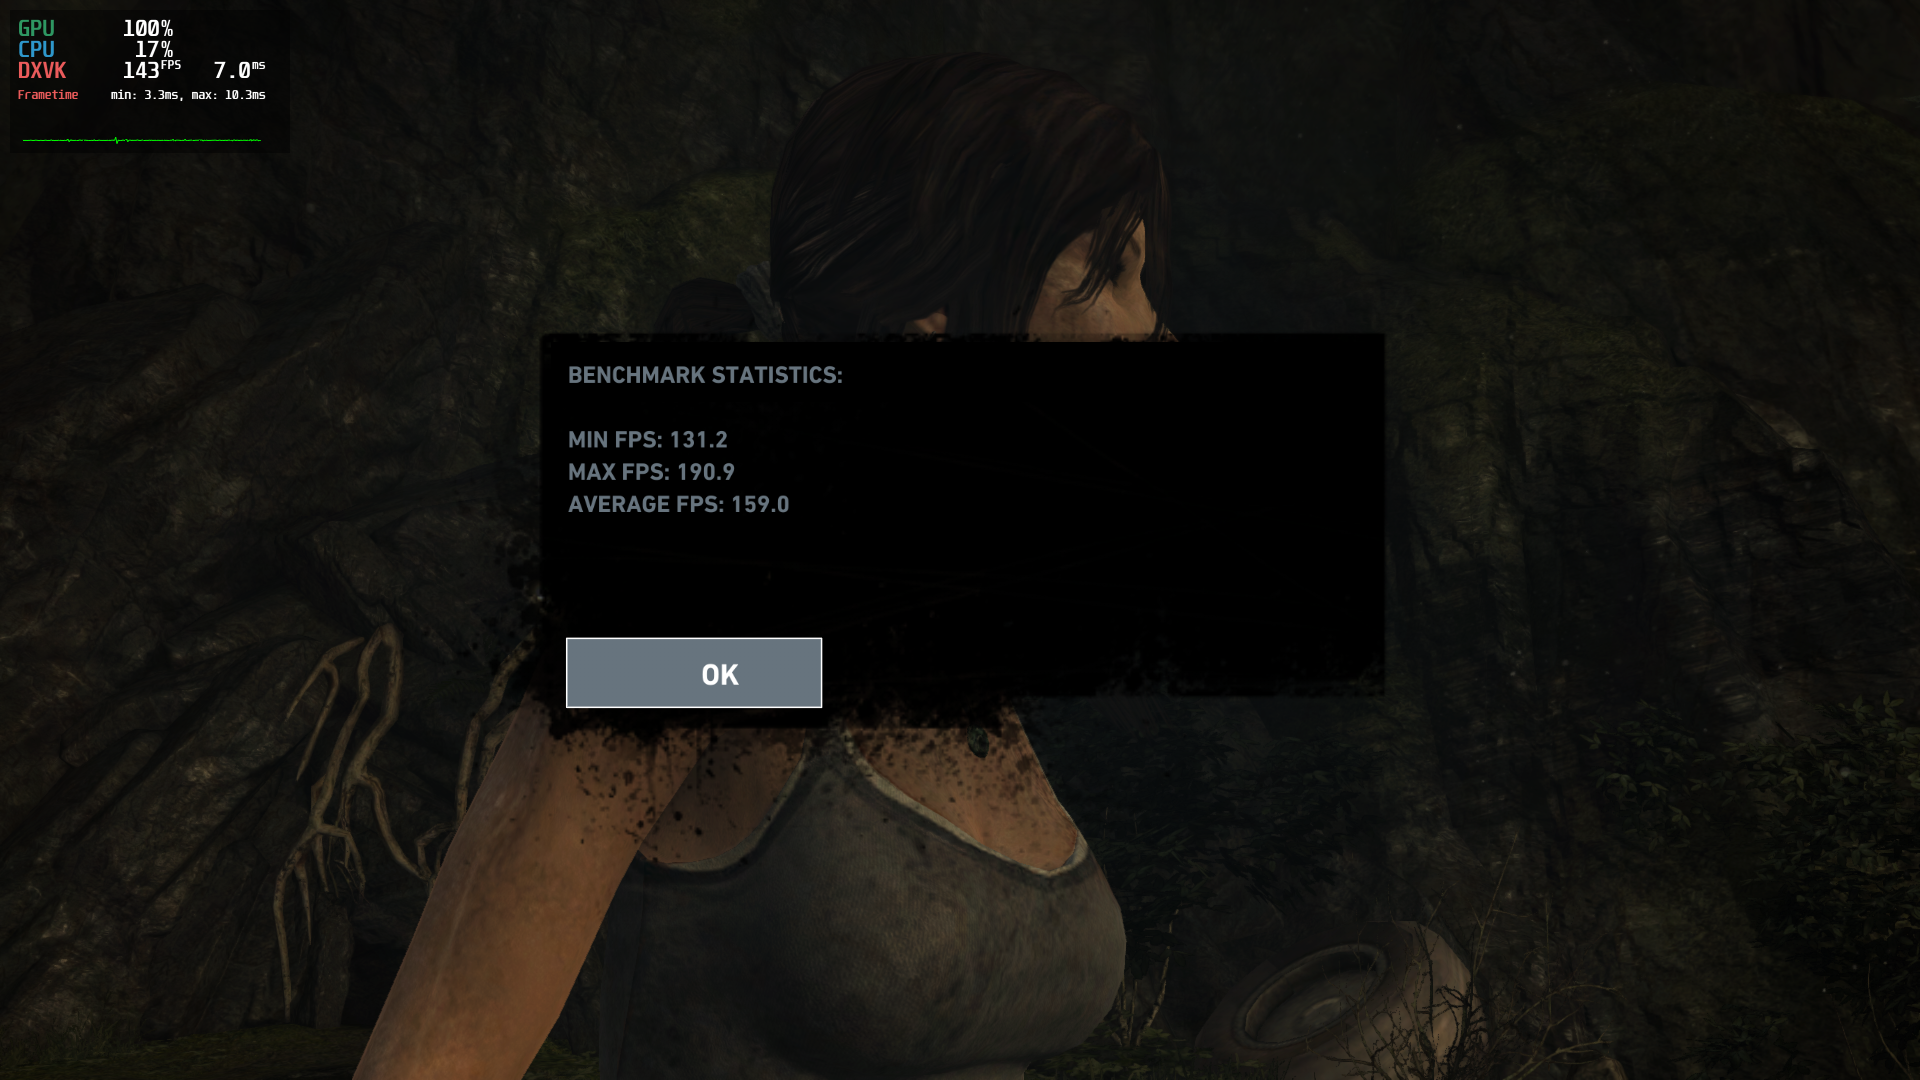 GPU 100%
CPU 17%
DXVK 143FPS 7.0ms
Frametime min: 3.3ms, max: 10.3ms
BENCHMARK STATISTICS:
MIN FPS: 131.2
MAX FPS: 190.9
AVERAGE FPS: 159.0
OK